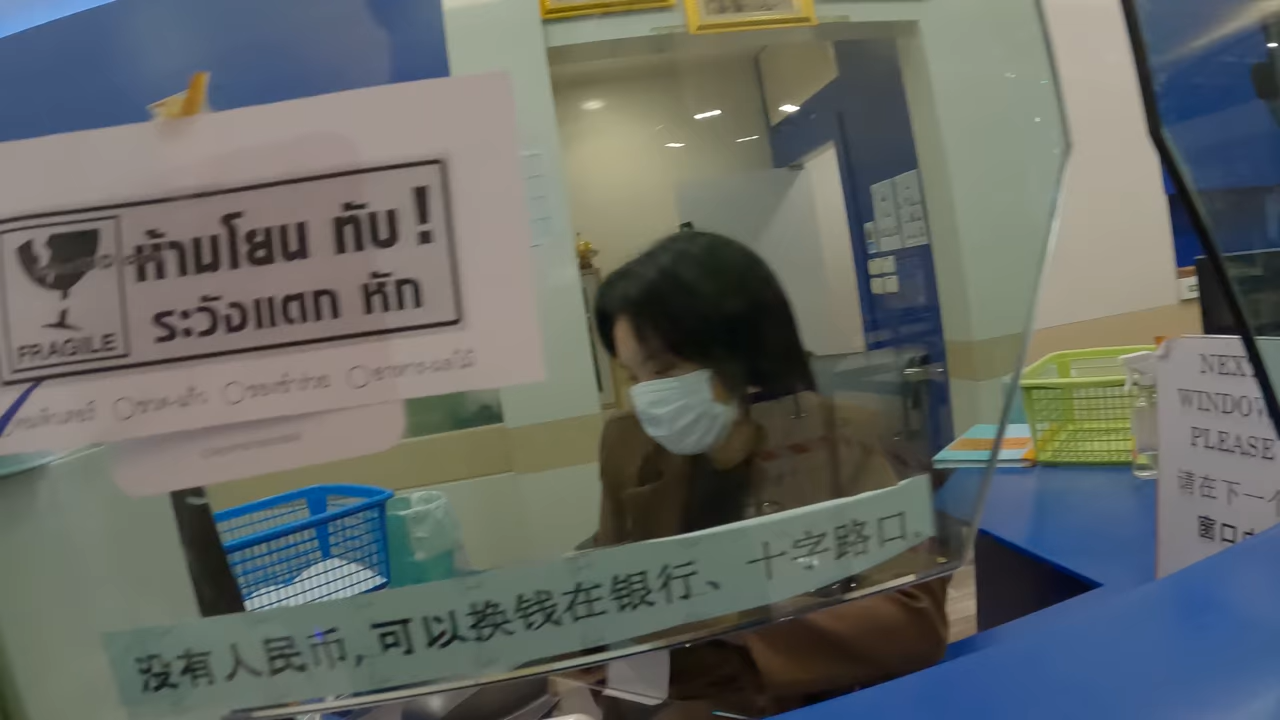 ห้ามโยน ทับ !
ระวังแตก หัก
FRAGILE
没有人民币, 可以换钱在银行、十字路口.
NEXT
WINDOW
PLEASE
请在下一个
窗口